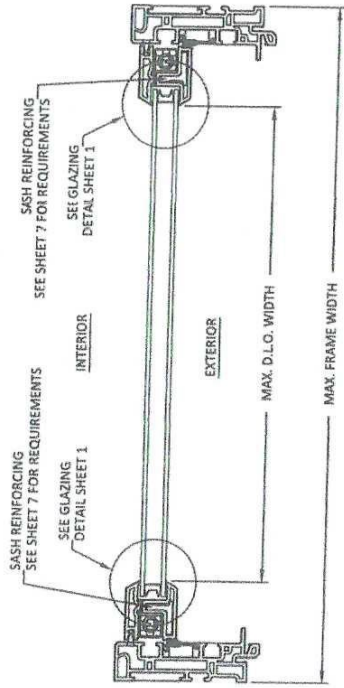 SASH REINFORCING
SEE SHEET 7 FOR REQUIREMENTS
SEE GLAZING
DETAIL SHEET 1
INTERIOR
EXTERIOR
SASH REINFORCING
SEE SHEET 7 FOR REQUIREMENTS
SEE GLAZING
DETAIL SHEET 1
MAX. D.L.O. WIDTH
MAX. FRAME WIDTH